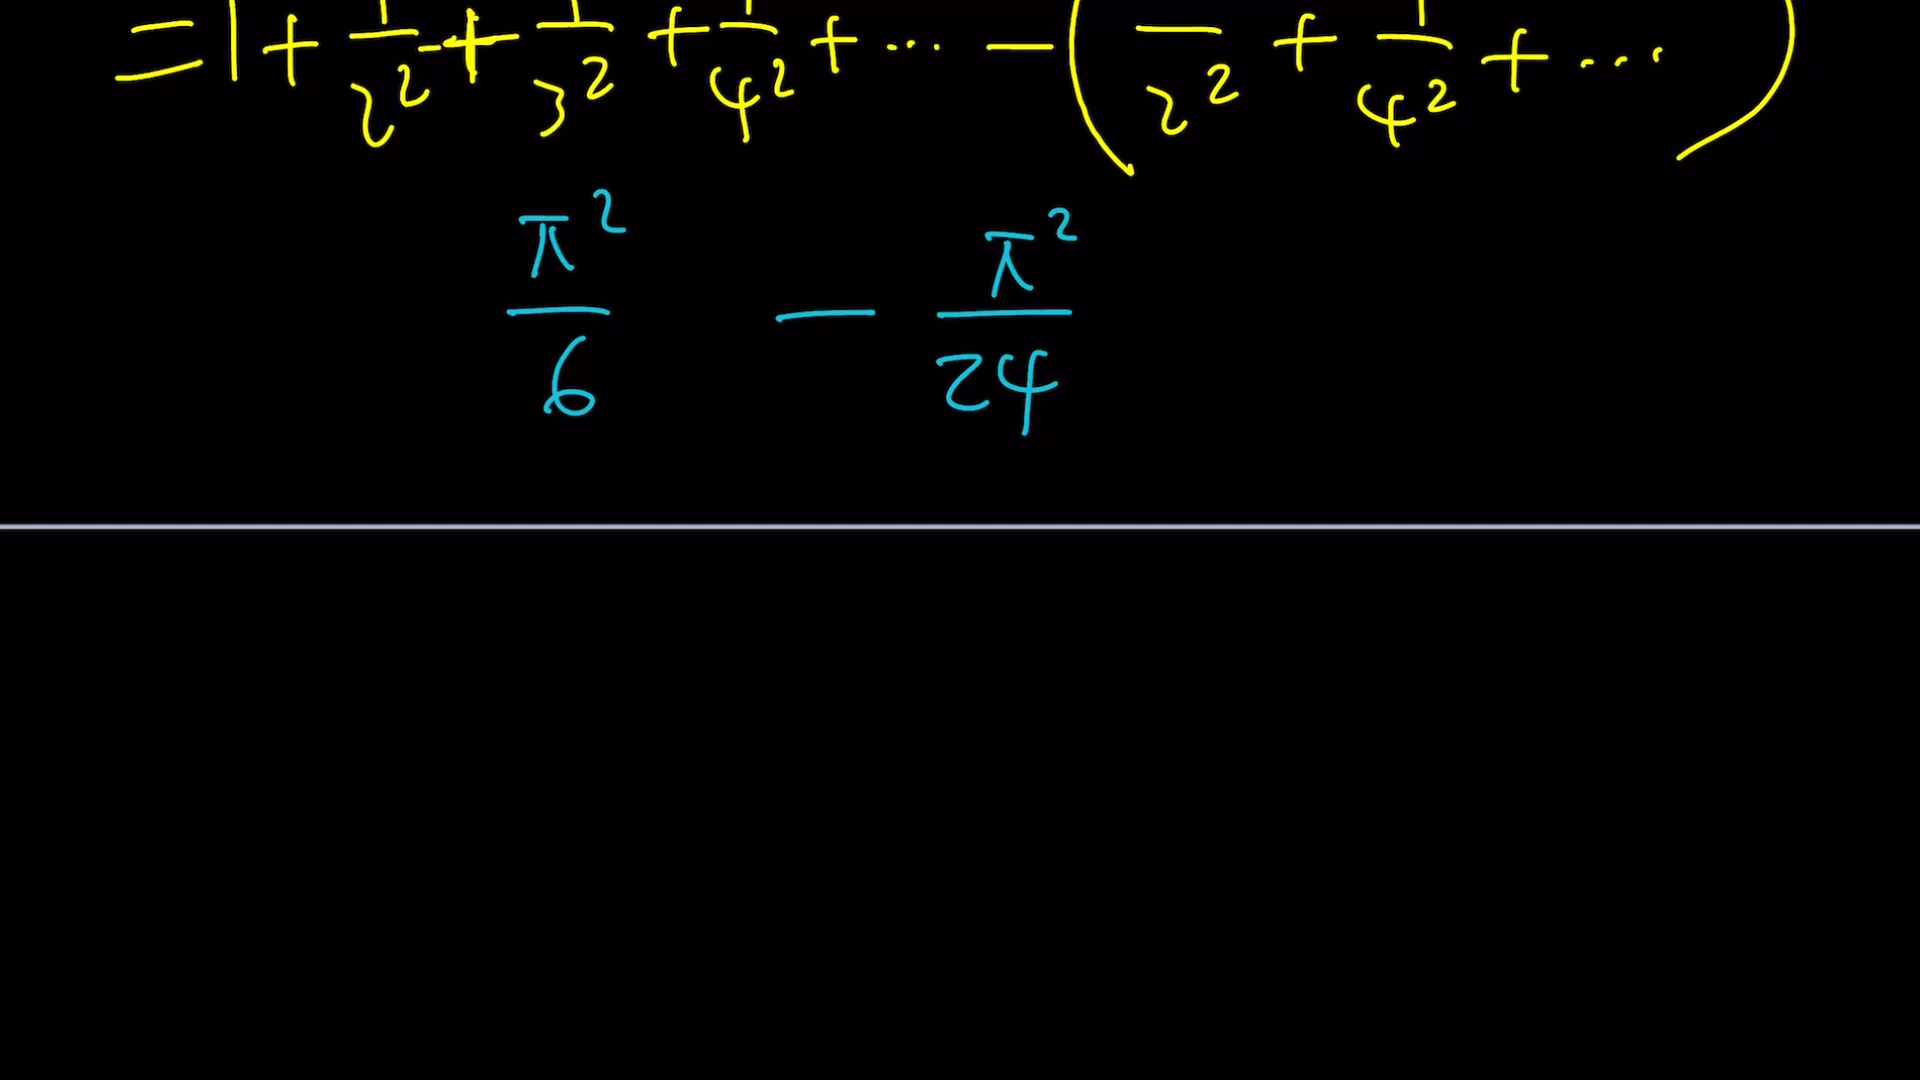 = 1 + 1/2² + 1/3² + 1/4² + ... - ( 1/2² + 1/4² + ... )
π²/6 - π²/24